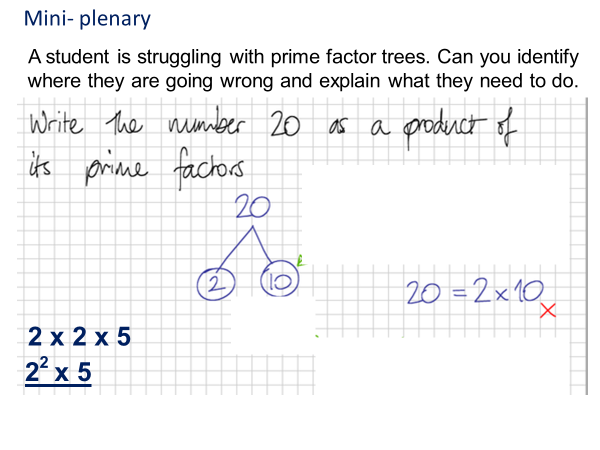 Mini- plenary
A student is struggling with prime factor trees. Can you identify
where they are going wrong and explain what they need to do.
Write the number 20 as a product of
its prime factors
20
2 10
20 = 2 x 10
x
2 x 2 x 5
2² x 5